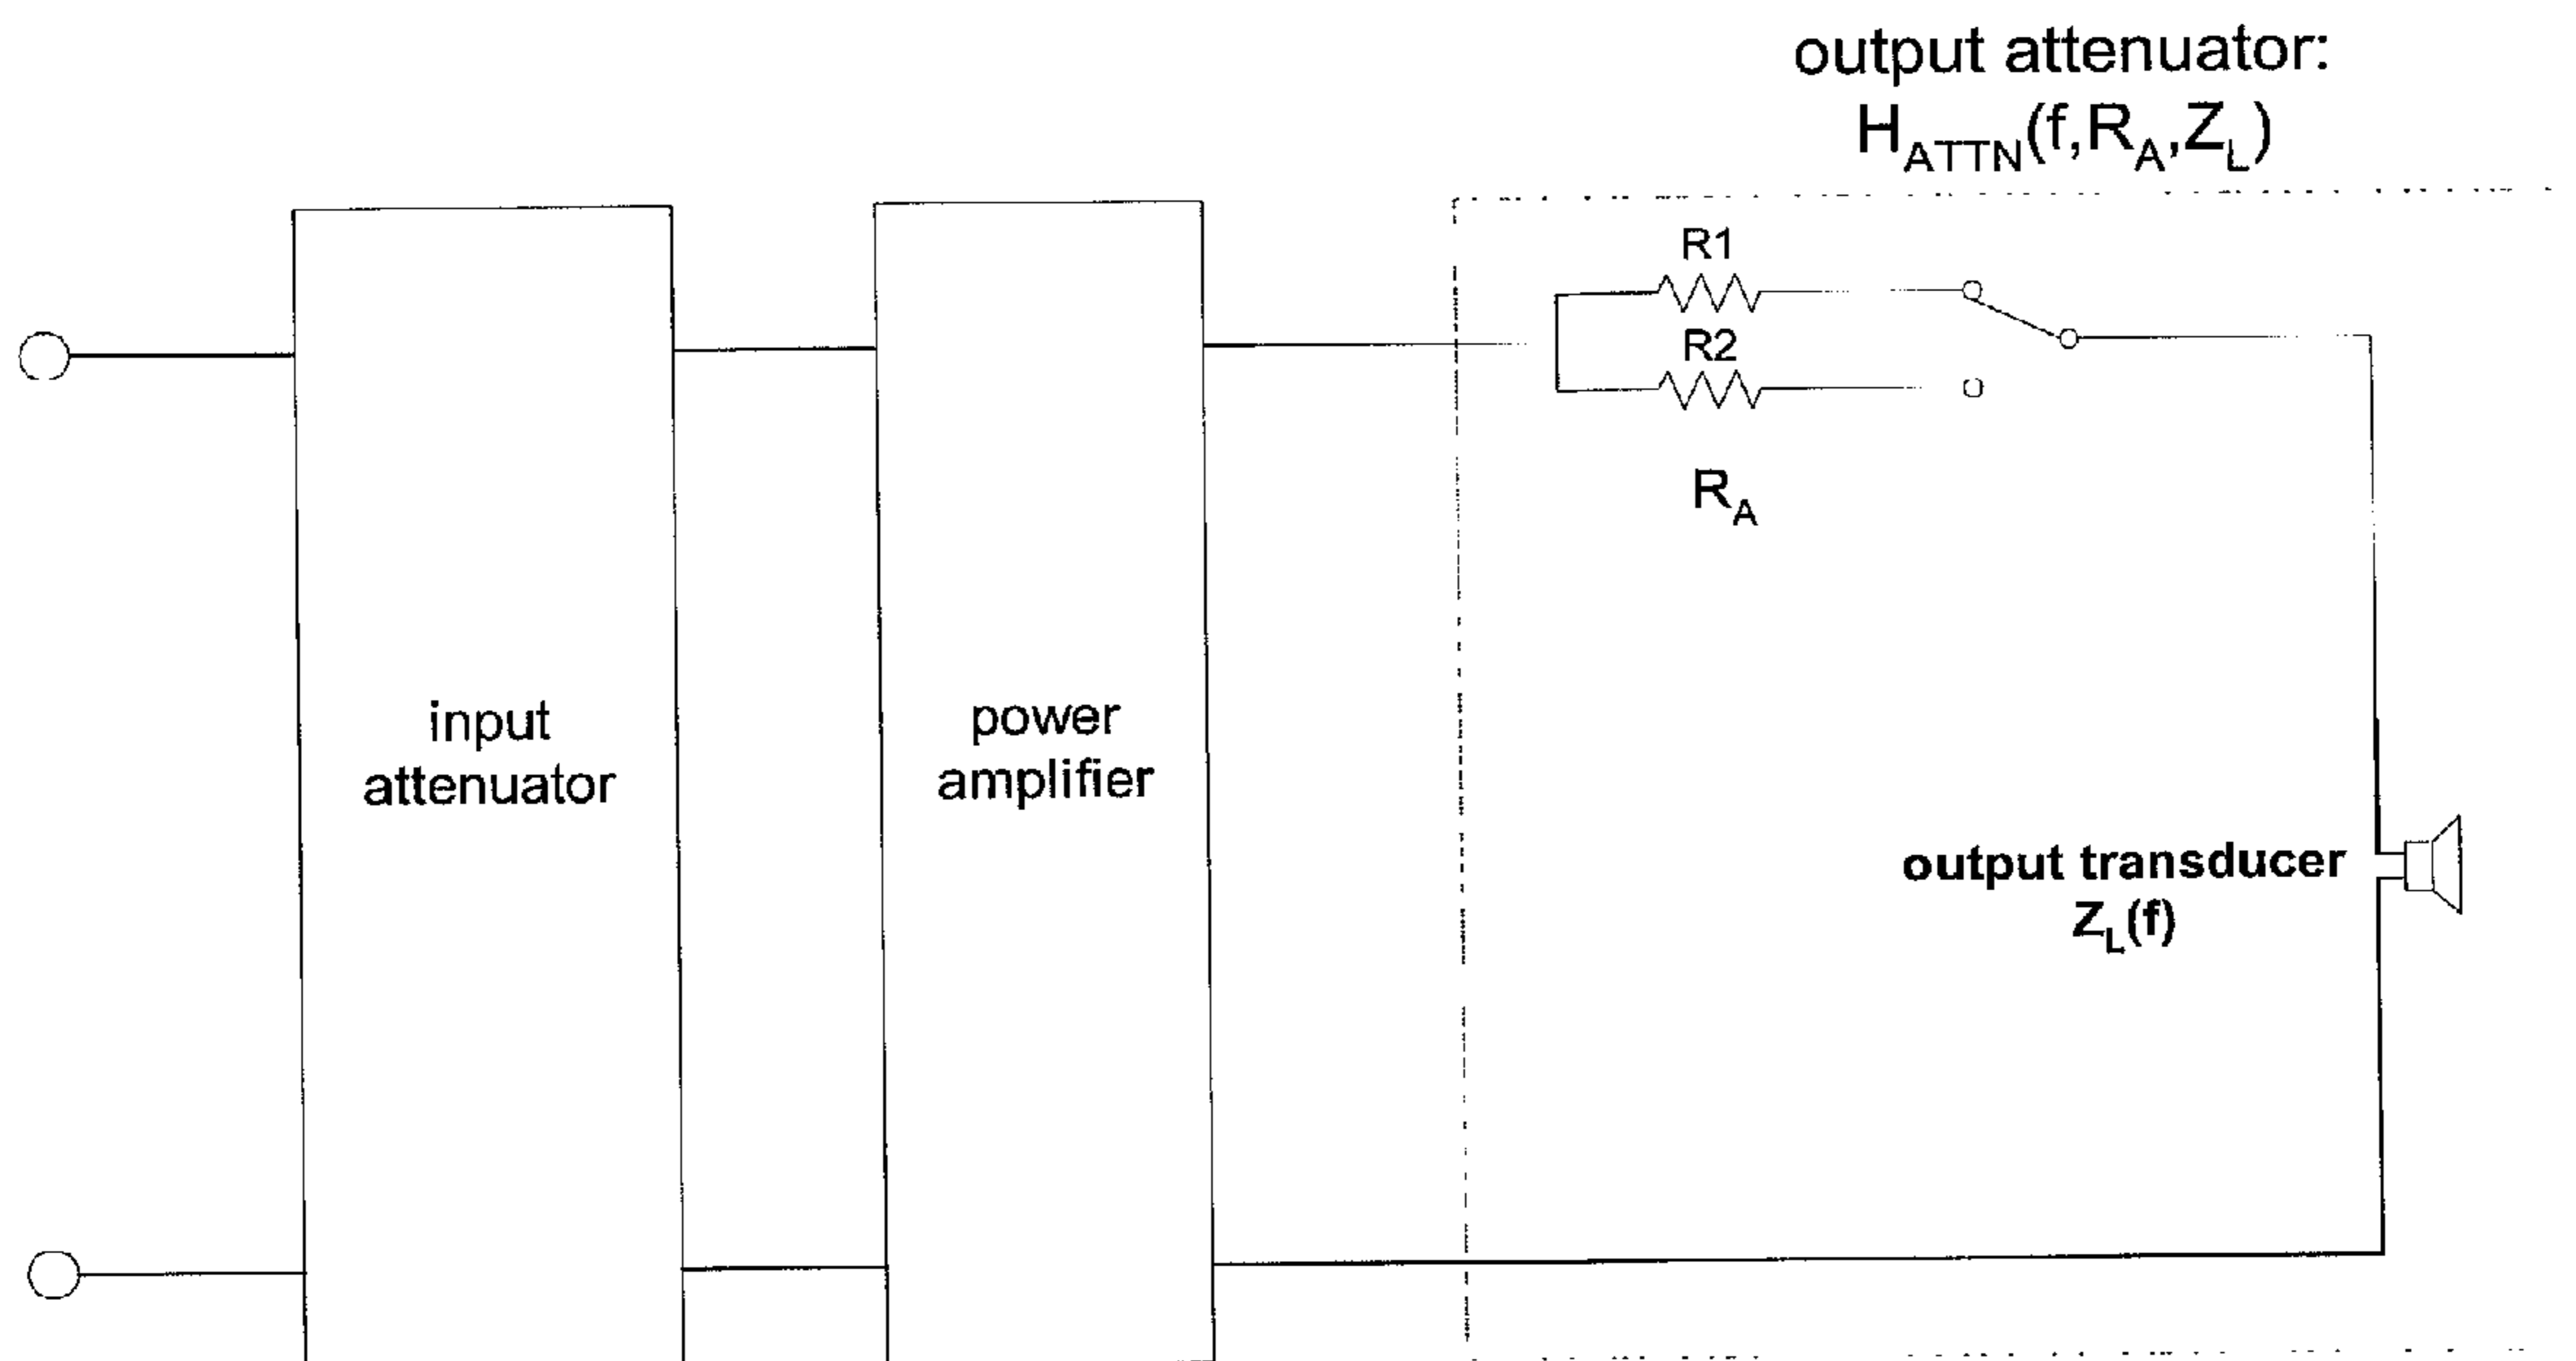 output attenuator:
H_ATTN(f,R_A,Z_L)
R1
R2
R_A
input
attenuator
power
amplifier
output transducer
Z_L(f)